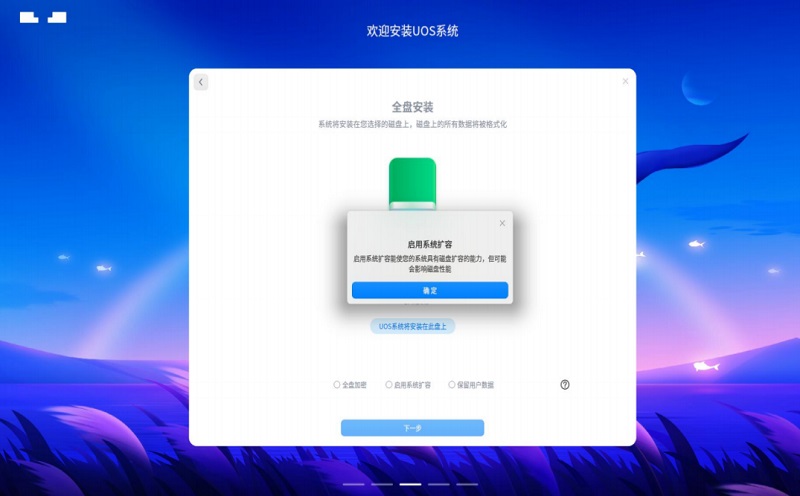 欢迎安装UOS系统
全盘安装
系统将安装在您选择的磁盘上，磁盘上的所有数据将被格式化
启用系统扩容
启用系统扩容能使您的系统具有磁盘扩容的能力，但可能
会影响磁盘性能
确定
UOS系统将安装在此盘上
全盘加密 启用系统扩容 保留用户数据
下一步